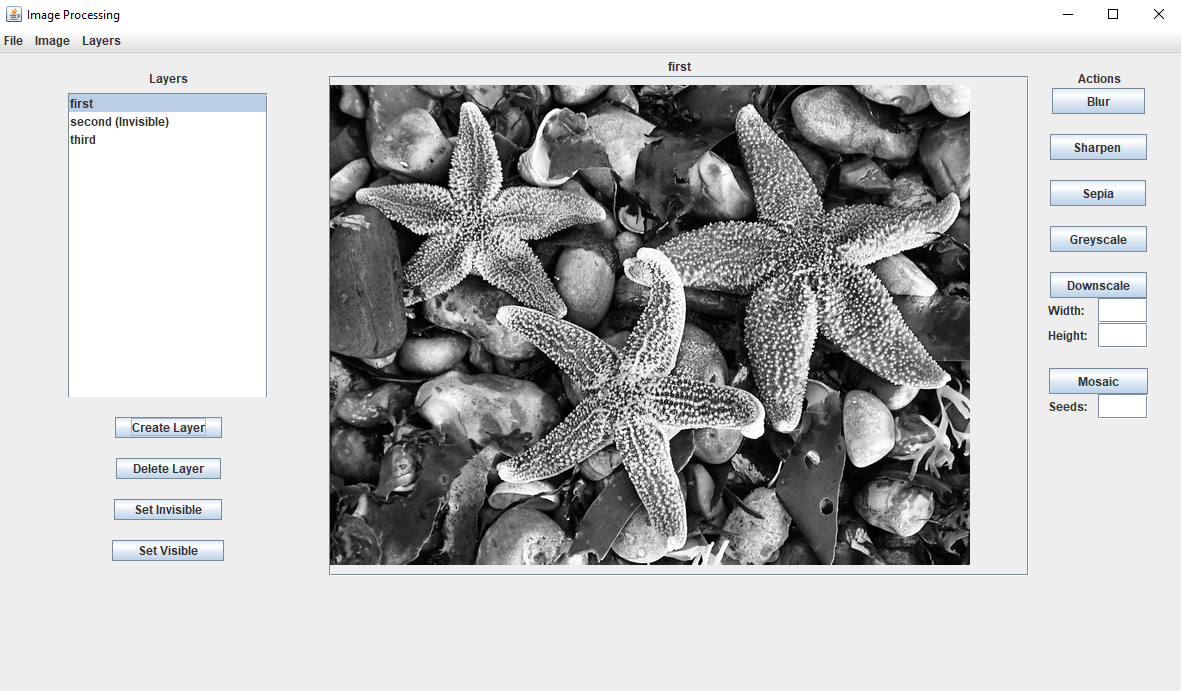 Image Processing
File Image Layers
Layers
first
second (Invisible)
third
Create Layer
Delete Layer
Set Invisible
Set Visible
first
Actions
Blur
Sharpen
Sepia
Greyscale
Downscale
Width:
Height:
Mosaic
Seeds: